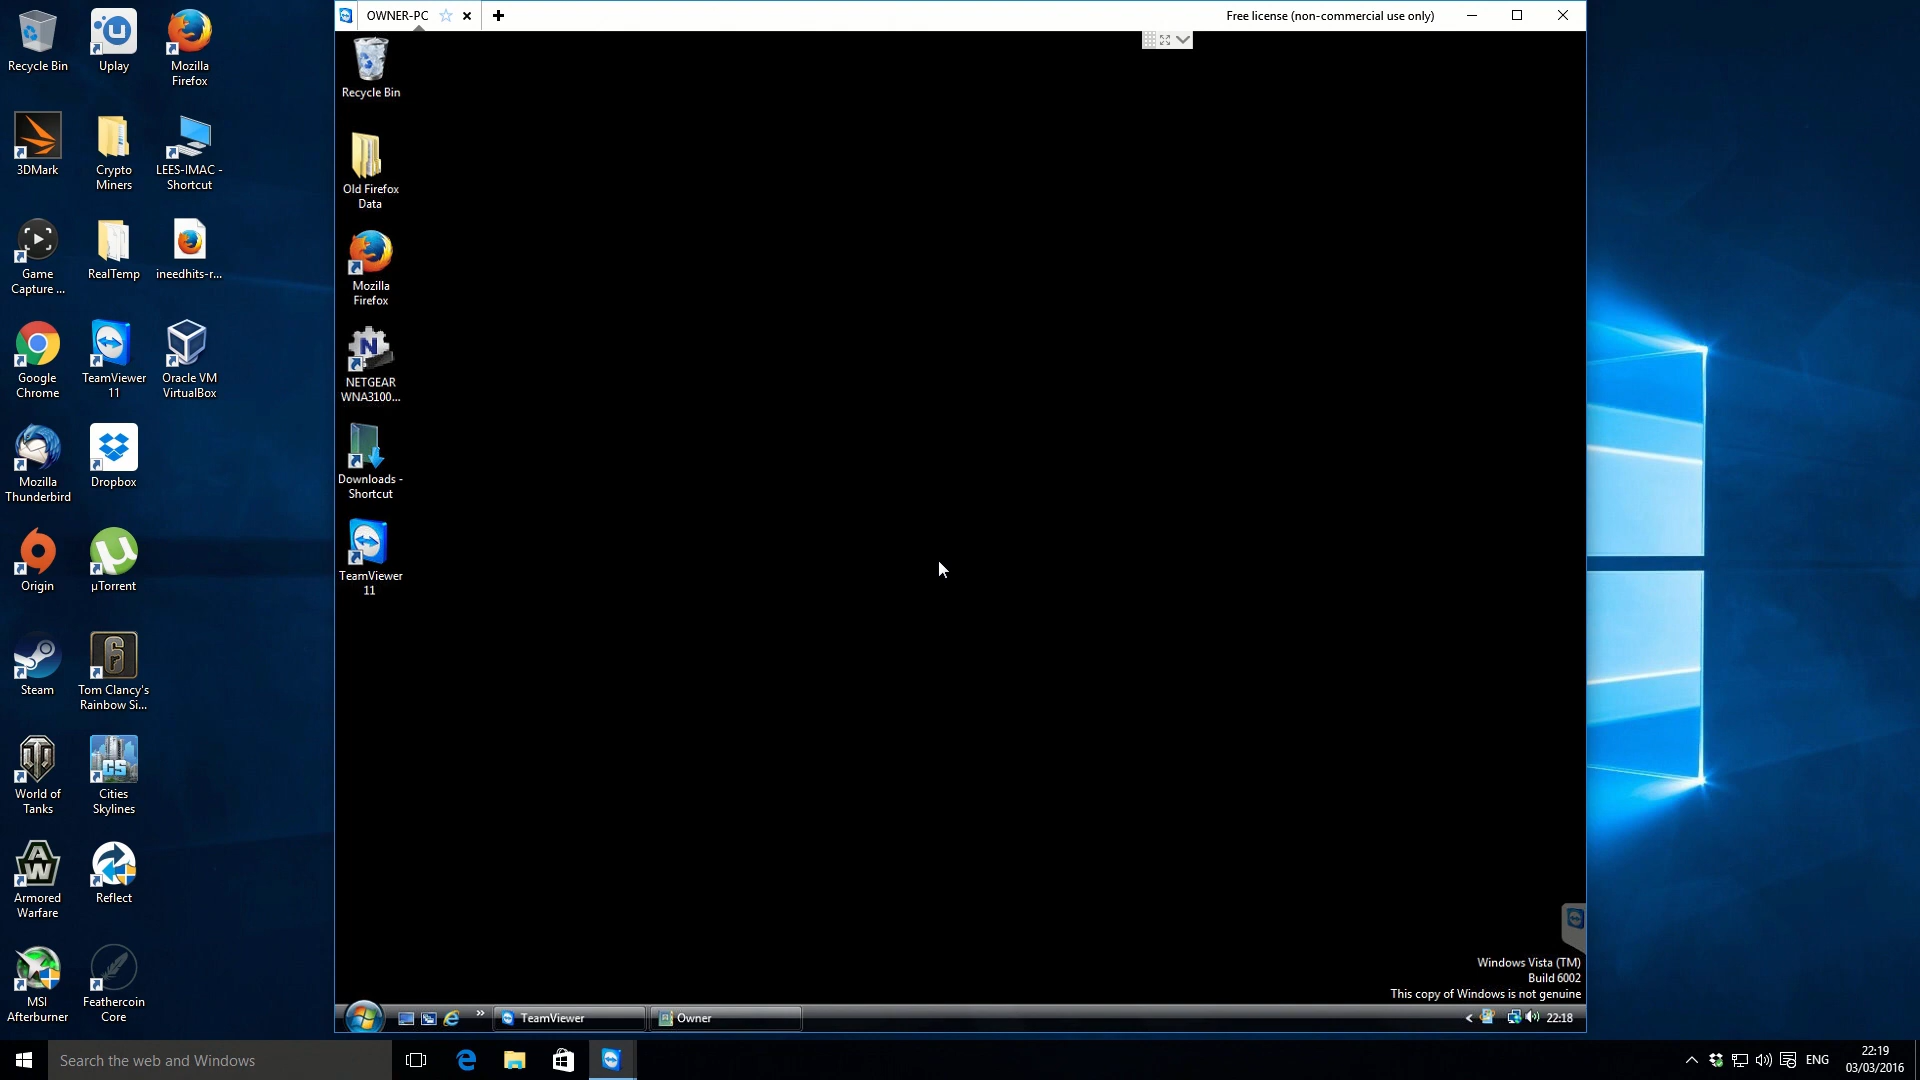 Recycle Bin
Uplay
Mozilla
Firefox
3DMark
Crypto
Miners
LEES-IMAC -
Shortcut
Game
Capture ...
RealTemp
ineedhits-r...
Google
Chrome
TeamViewer
11
Oracle VM
VirtualBox
Mozilla
Thunderbird
Dropbox
Origin
µTorrent
Steam
Tom Clancy's
Rainbow Si...
World of
Tanks
Cities
Skylines
Armored
Warfare
Reflect
MSI
Afterburner
Feathercoin
Core
OWNER-PC
Free license (non-commercial use only)
Recycle Bin
Old Firefox
Data
Mozilla
Firefox
NETGEAR
WNA3100...
Downloads -
Shortcut
TeamViewer
11
Windows Vista (TM)
Build 6002
This copy of Windows is not genuine
TeamViewer
Owner
22:18
Search the web and Windows
ENG
22:19
03/03/2016